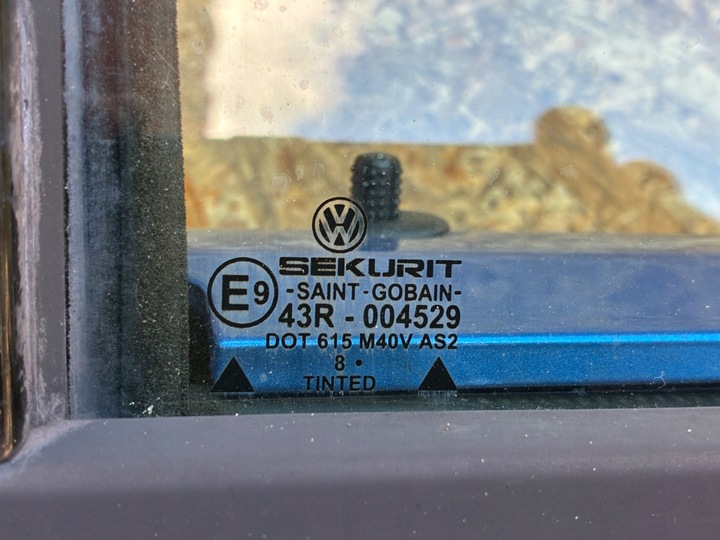 SEKURIT
E9
-SAINT-GOBAIN-
43R - 004529
DOT 615 M40V AS2
8 •
TINTED